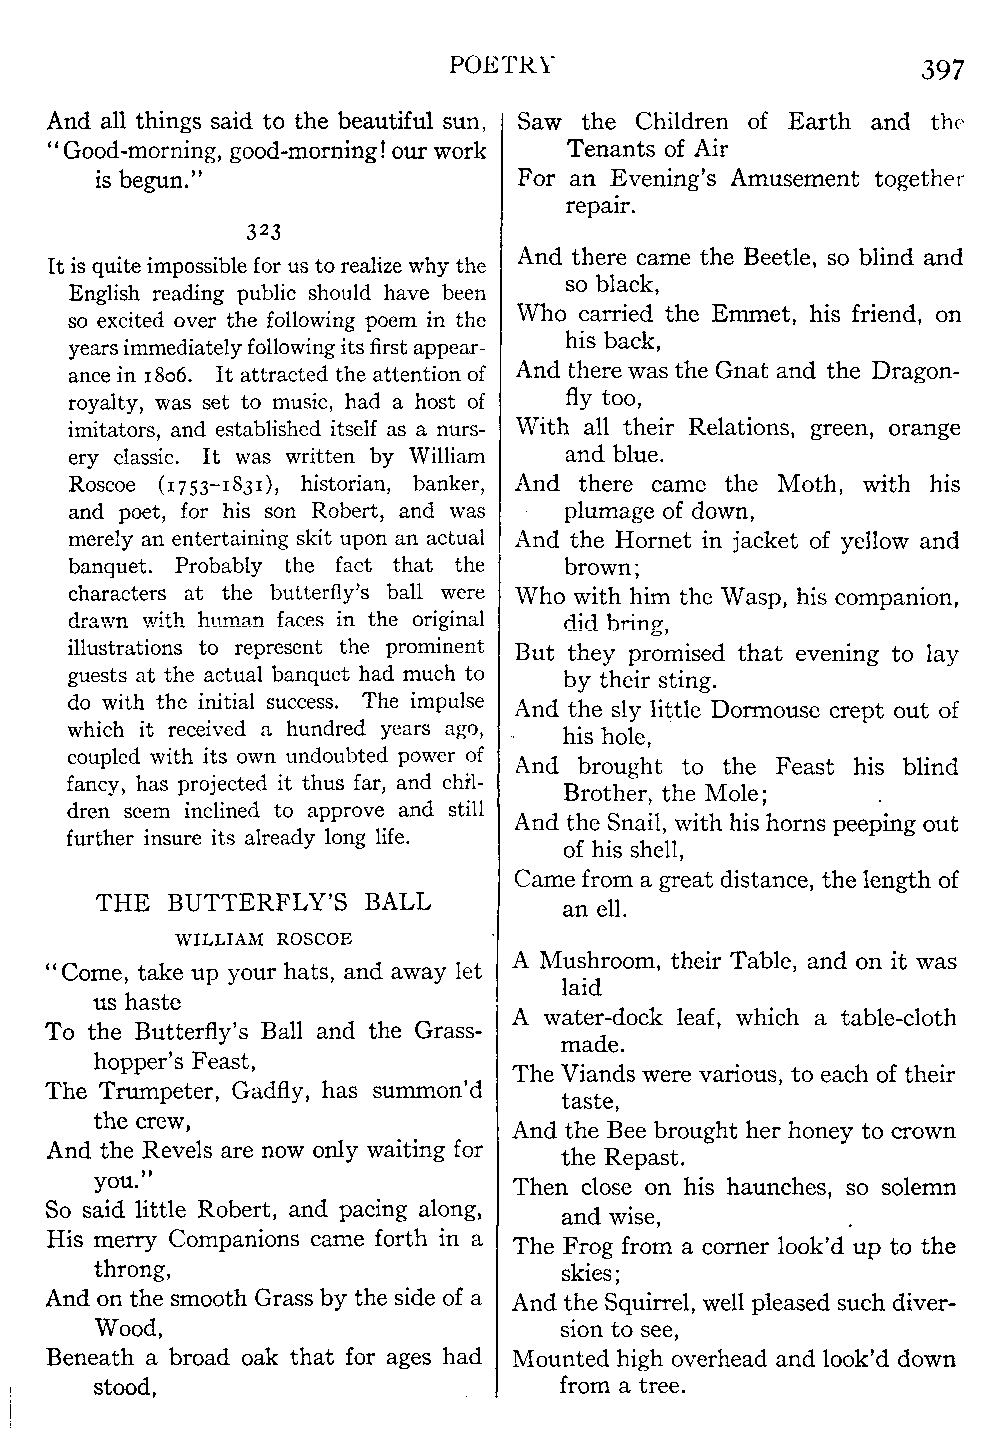 POETRY
397
And all things said to the beautiful sun,
"Good-morning, good-morning! our work
is begun."
323
It is quite impossible for us to realize why the
English reading public should have been
so excited over the following poem in the
years immediately following its first appear-
ance in 1806. It attracted the attention of
royalty, was set to music, had a host of
imitators, and established itself as a nurs-
ery classic. It was written by William
Roscoe (1753-1831), historian, banker,
and poet, for his son Robert, and was
merely an entertaining skit upon an actual
banquet. Probably the fact that the
characters at the butterfly's ball were
drawn with human faces in the original
illustrations to represent the prominent
guests at the actual banquet had much to
do with the initial success. The impulse
which it received a hundred years ago,
coupled with its own undoubted power of
fancy, has projected it thus far, and chil-
dren seem inclined to approve and still
further insure its already long life.
THE BUTTERFLY'S BALL
WILLIAM ROSCOE
"Come, take up your hats, and away let
us haste
To the Butterfly's Ball and the Grass-
hopper's Feast,
The Trumpeter, Gadfly, has summon'd
the crew,
And the Revels are now only waiting for
you."
So said little Robert, and pacing along,
His merry Companions came forth in a
throng,
And on the smooth Grass by the side of a
Wood,
Beneath a broad oak that for ages had
stood,
Saw the Children of Earth and the
Tenants of Air
For an Evening's Amusement together
repair.
And there came the Beetle, so blind and
so black,
Who carried the Emmet, his friend, on
his back,
And there was the Gnat and the Dragon-
fly too,
With all their Relations, green, orange
and blue.
And there came the Moth, with his
plumage of down,
And the Hornet in jacket of yellow and
brown;
Who with him the Wasp, his companion,
did bring,
But they promised that evening to lay
by their sting.
And the sly little Dormouse crept out of
his hole,
And brought to the Feast his blind
Brother, the Mole;
And the Snail, with his horns peeping out
of his shell,
Came from a great distance, the length of
an ell.
A Mushroom, their Table, and on it was
laid
A water-dock leaf, which a table-cloth
made.
The Viands were various, to each of their
taste,
And the Bee brought her honey to crown
the Repast.
Then close on his haunches, so solemn
and wise,
The Frog from a corner look'd up to the
skies;
And the Squirrel, well pleased such diver-
sion to see,
Mounted high overhead and look'd down
from a tree.